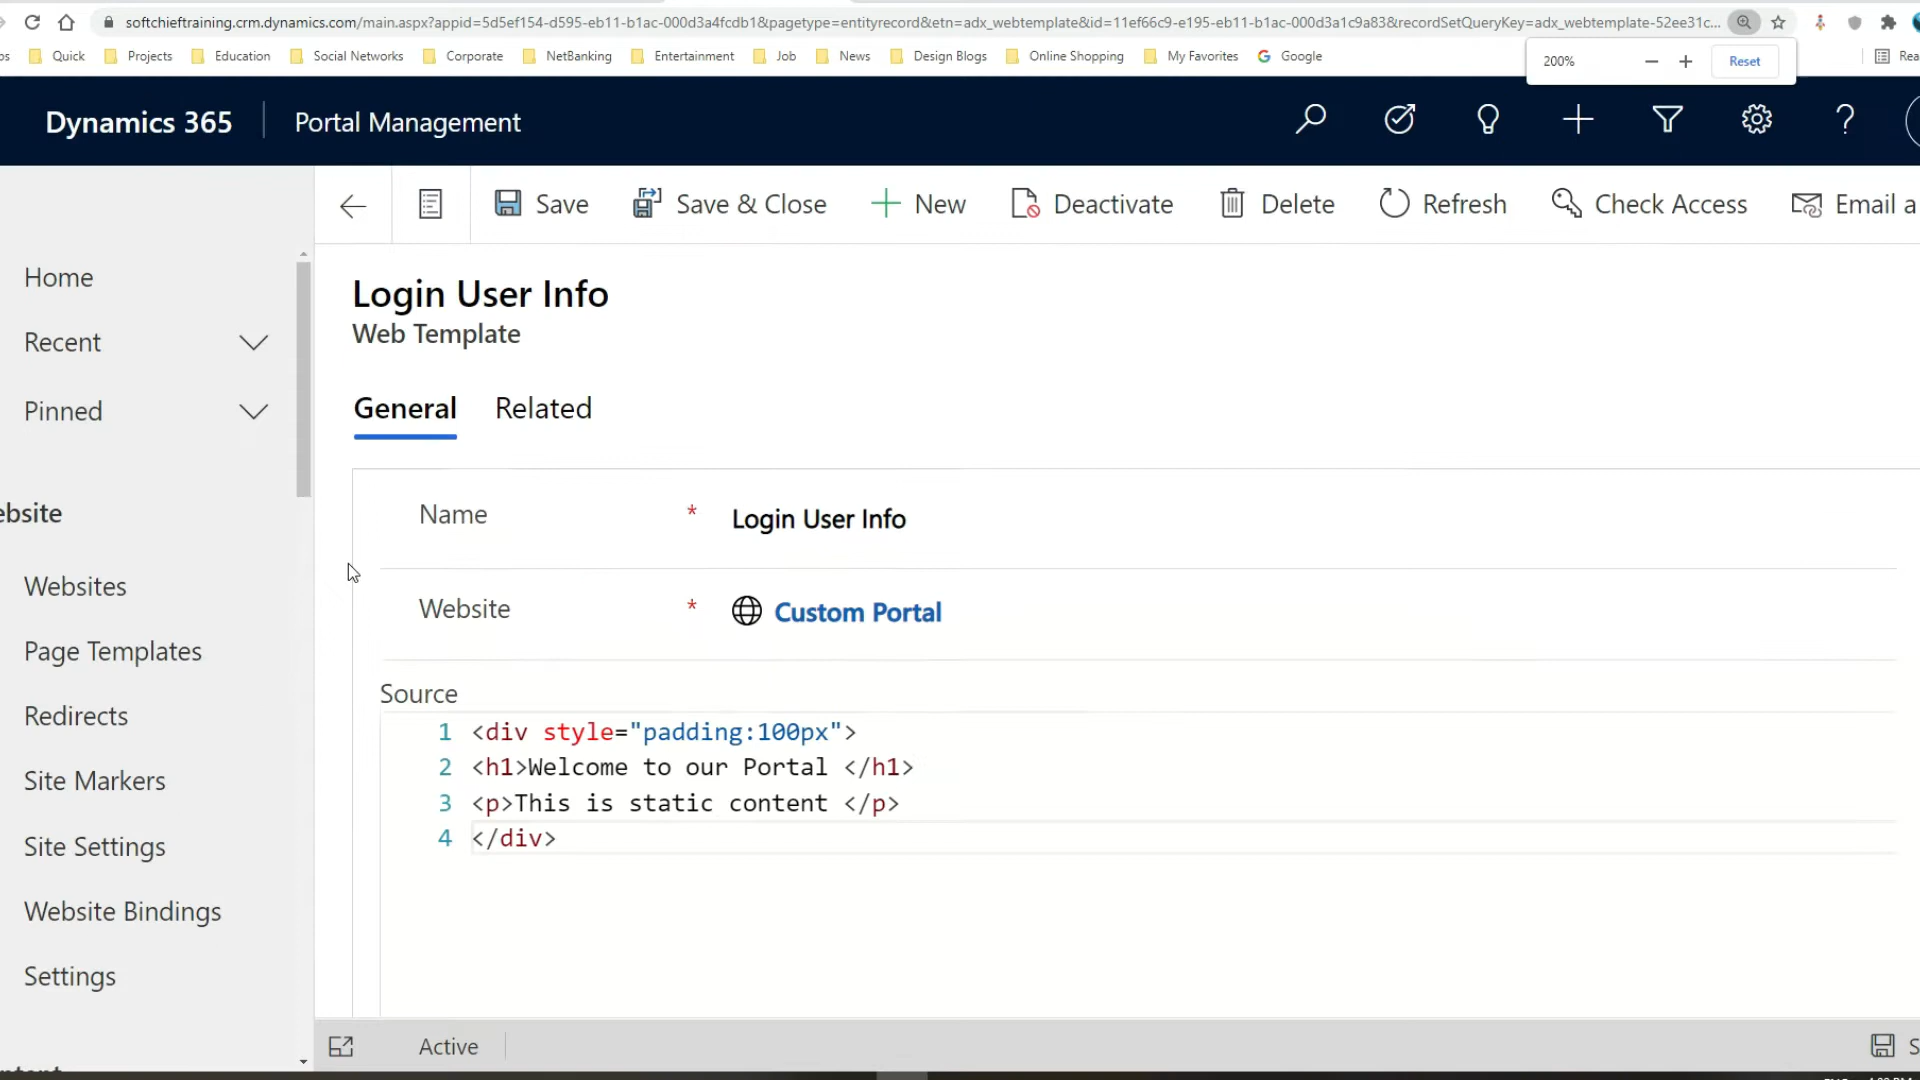 softchieftraining.crm.dynamics.com/main.aspx?appid=5d5ef154-d595-eb11-b1ac-000d3a4fcdb1&pagetype=entityrecord&etn=adx_webtemplate&id=11ef66c9-e195-eb11-b1ac-000d3a1c9a83&recordSetQueryKey=adx_webtemplate-52ee31c...
Quick Projects Education Social Networks Corporate NetBanking Entertainment Job News Design Blogs Online Shopping My Favorites Google
200% Reset
Dynamics 365 Portal Management
Save Save & Close New Deactivate Delete Refresh Check Access Email a
Home
Recent
Pinned
ebsite
Websites
Page Templates
Redirects
Site Markers
Site Settings
Website Bindings
Settings
Login User Info
Web Template
General Related
Name * Login User Info
Website * Custom Portal
Source
1 <div style="padding:100px">
2 <h1>Welcome to our Portal </h1>
3 <p>This is static content </p>
4 </div>
Active